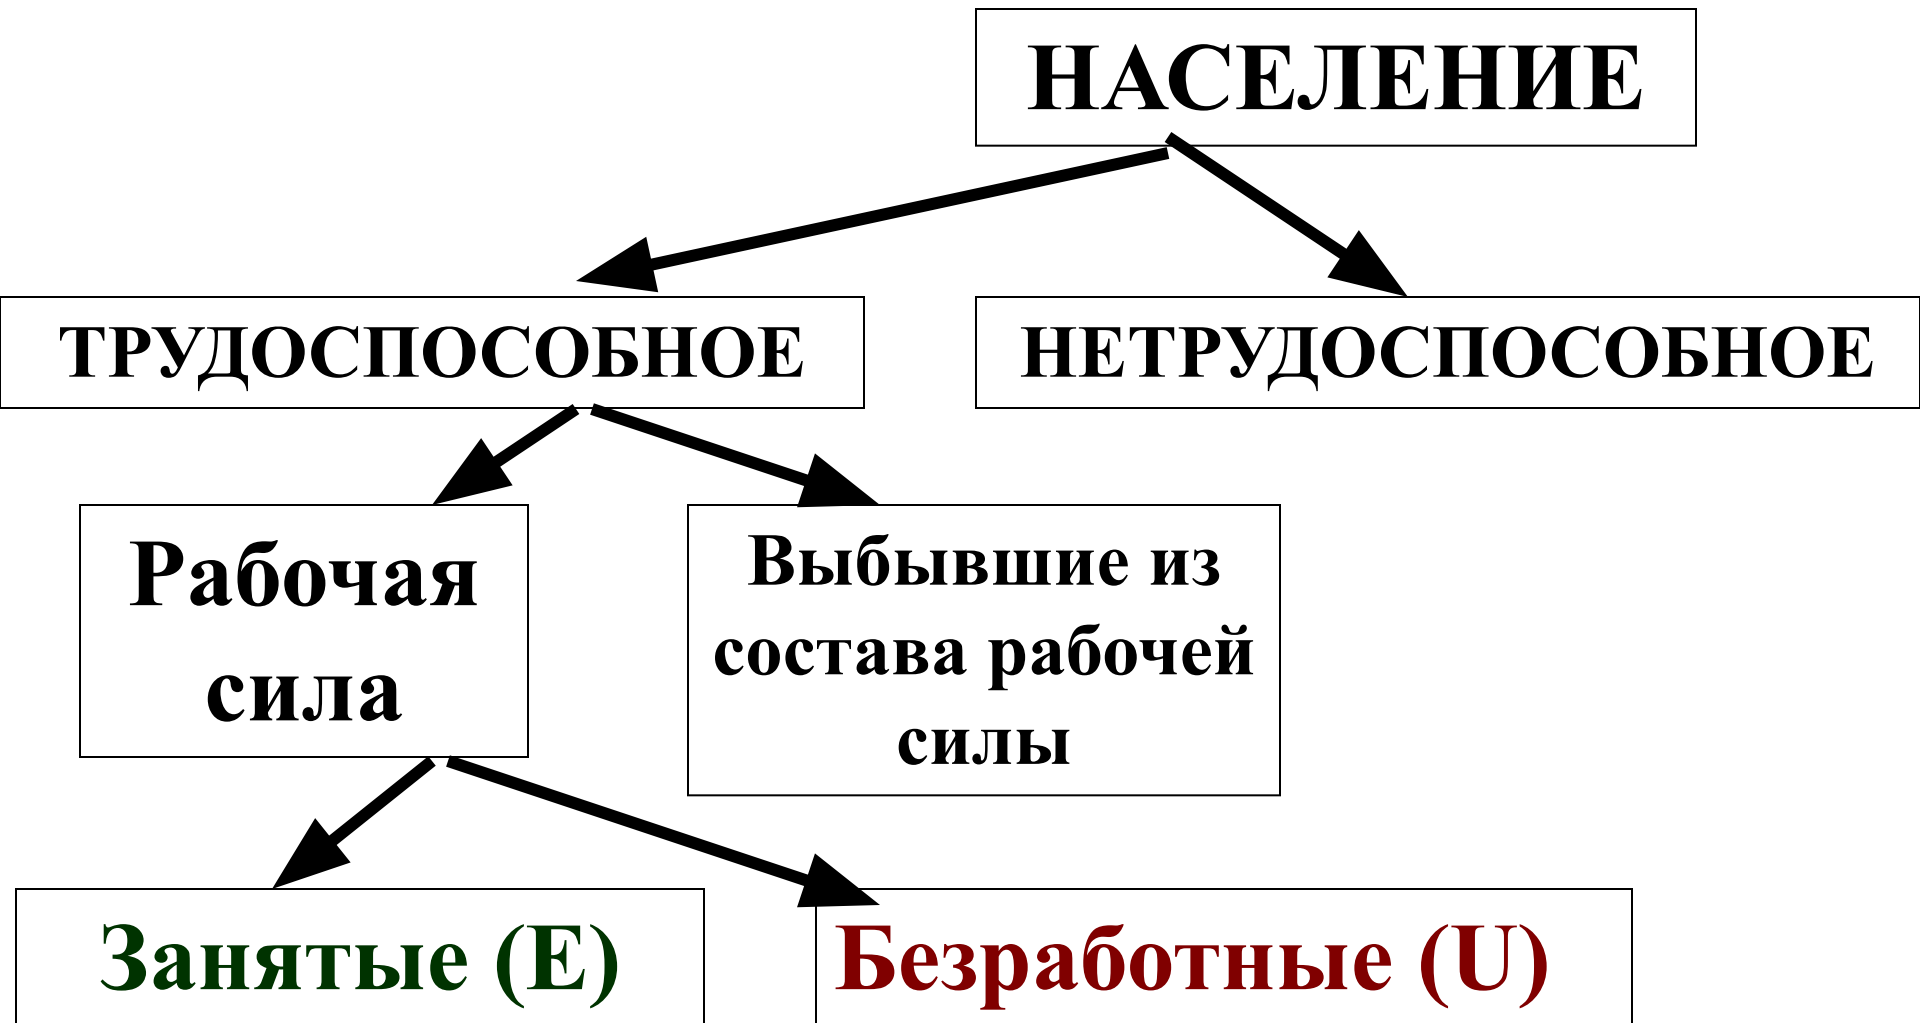 НАСЕЛЕНИЕ
ТРУДОСПОСОБНОЕ
НЕТРУДОСПОСОБНОЕ
Рабочая
сила
Выбывшие из
состава рабочей
силы
Занятые (E)
Безработные (U)